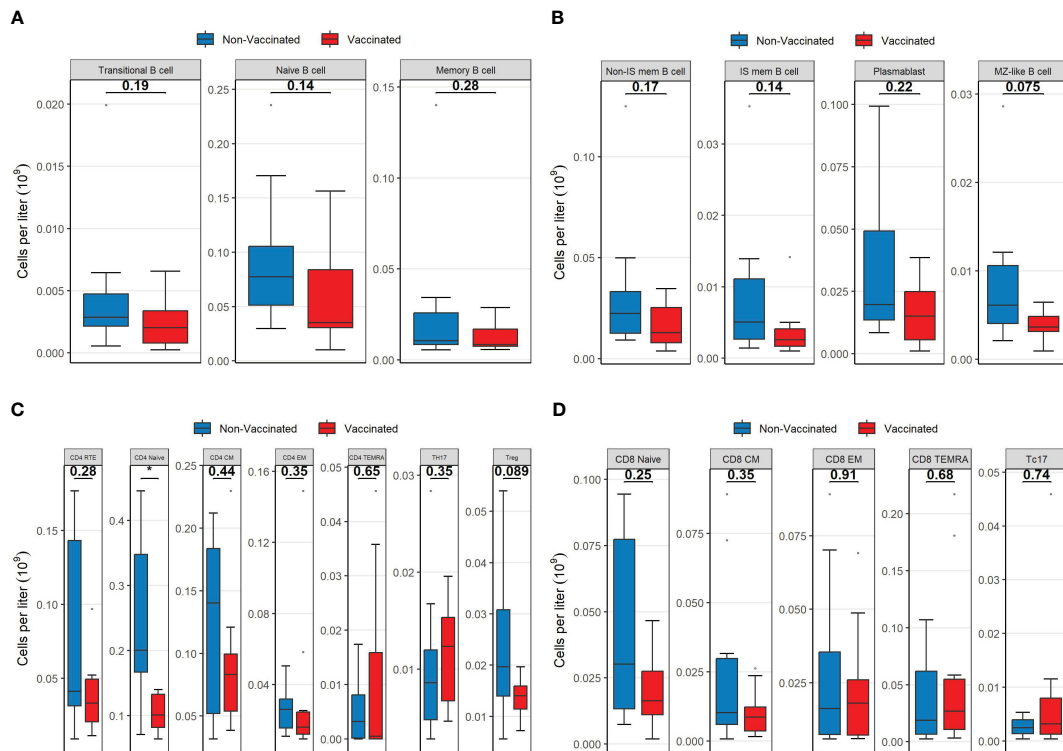 A
Non-Vaccinated Vaccinated
Transitional B cell Naive B cell Memory B cell
0.19 0.14 0.28
Cells per liter (10⁹)
0.020 0.015 0.010 0.005 0.000
0.25 0.20 0.15 0.10 0.05 0.00
0.15 0.10 0.05 0.00
B
Non-Vaccinated Vaccinated
Non-IS mem B cell IS mem B cell Plasmablast MZ-like B cell
0.17 0.14 0.22 0.075
Cells per liter (10⁹)
0.10 0.05 0.00
0.03 0.02 0.01 0.00
0.100 0.075 0.050 0.025 0.000
0.03 0.02 0.01 0.00
C
Non-Vaccinated Vaccinated
CD4 RTE CD4 Naive CD4 CM CD4 EM CD4 TEMRA TH17 Treg
0.28 * 0.44 0.35 0.65 0.35 0.089
Cells per liter (10⁹)
0.15 0.10 0.05
0.4 0.3 0.2 0.1
0.25 0.20 0.15 0.10 0.05
0.16 0.12 0.08 0.04
0.05 0.04 0.03 0.02 0.01 0.00
0.03 0.02 0.01
0.05 0.04 0.03 0.02 0.01
D
Non-Vaccinated Vaccinated
CD8 Naive CD8 CM CD8 EM CD8 TEMRA Tc17
0.25 0.35 0.91 0.68 0.74
Cells per liter (10⁹)
0.100 0.075 0.050 0.025 0.000
0.075 0.050 0.025 0.000
0.075 0.050 0.025
0.20 0.15 0.10 0.05 0.00
0.05 0.04 0.03 0.02 0.01 0.00